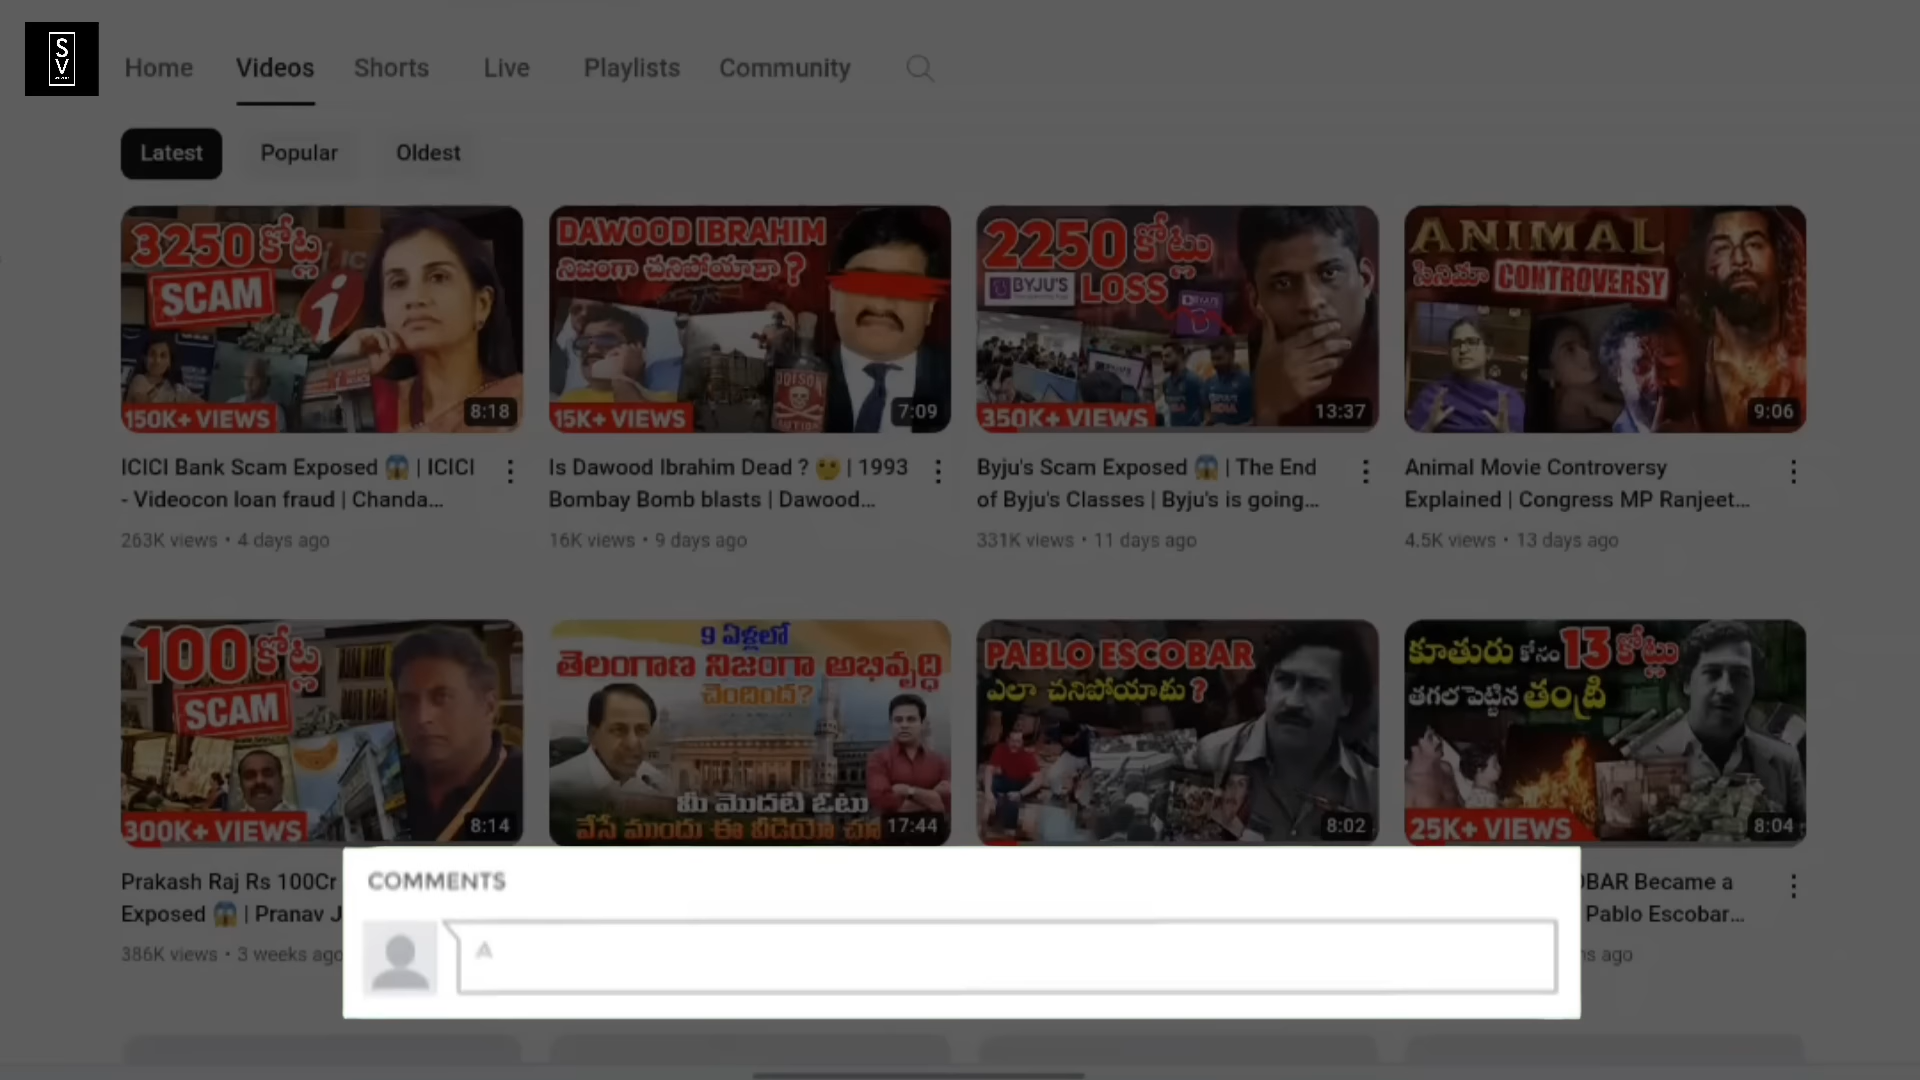 S
V
Home Videos Shorts Live Playlists Community
Latest Popular Oldest
3250 కోట్ల
SCAM
150K+ VIEWS
8:18
DAWOOD IBRAHIM
నిజంగా చనిపోయాడా ?
POISON
15K+ VIEWS
7:09
2250 కోట్లు
BYJU'S LOSS
350K+ VIEWS
13:37
ANIMAL
సినిమా CONTROVERSY
9:06
ICICI Bank Scam Exposed 😱 | ICICI
- Videocon loan fraud | Chanda...
263K views • 4 days ago
Is Dawood Ibrahim Dead ? 🤔 | 1993
Bombay Bomb blasts | Dawood...
16K views • 9 days ago
Byju's Scam Exposed 😱 | The End
of Byju's Classes | Byju's is going...
331K views • 11 days ago
Animal Movie Controversy
Explained | Congress MP Ranjeet...
4.5K views • 13 days ago
100 కోట్ల
SCAM
300K+ VIEWS
8:14
9 ఏళ్లలో
తెలంగాణ నిజంగా అభివృద్ధి
చెందిందా?
మీ మొదటి ఓటు
వేసే ముందు ఈ వీడియో
17:44
PABLO ESCOBAR
ఎలా చనిపోయాడు ?
8:02
కూతురు కోసం 13 కోట్లు
తగలపెట్టిన తండ్రి
25K+ VIEWS
8:04
Prakash Raj Rs 100Cr
Exposed 😱 | Pranav J
386K views • 3 weeks ago
OBAR Became a
Pablo Escobar...
ns ago
COMMENTS
A